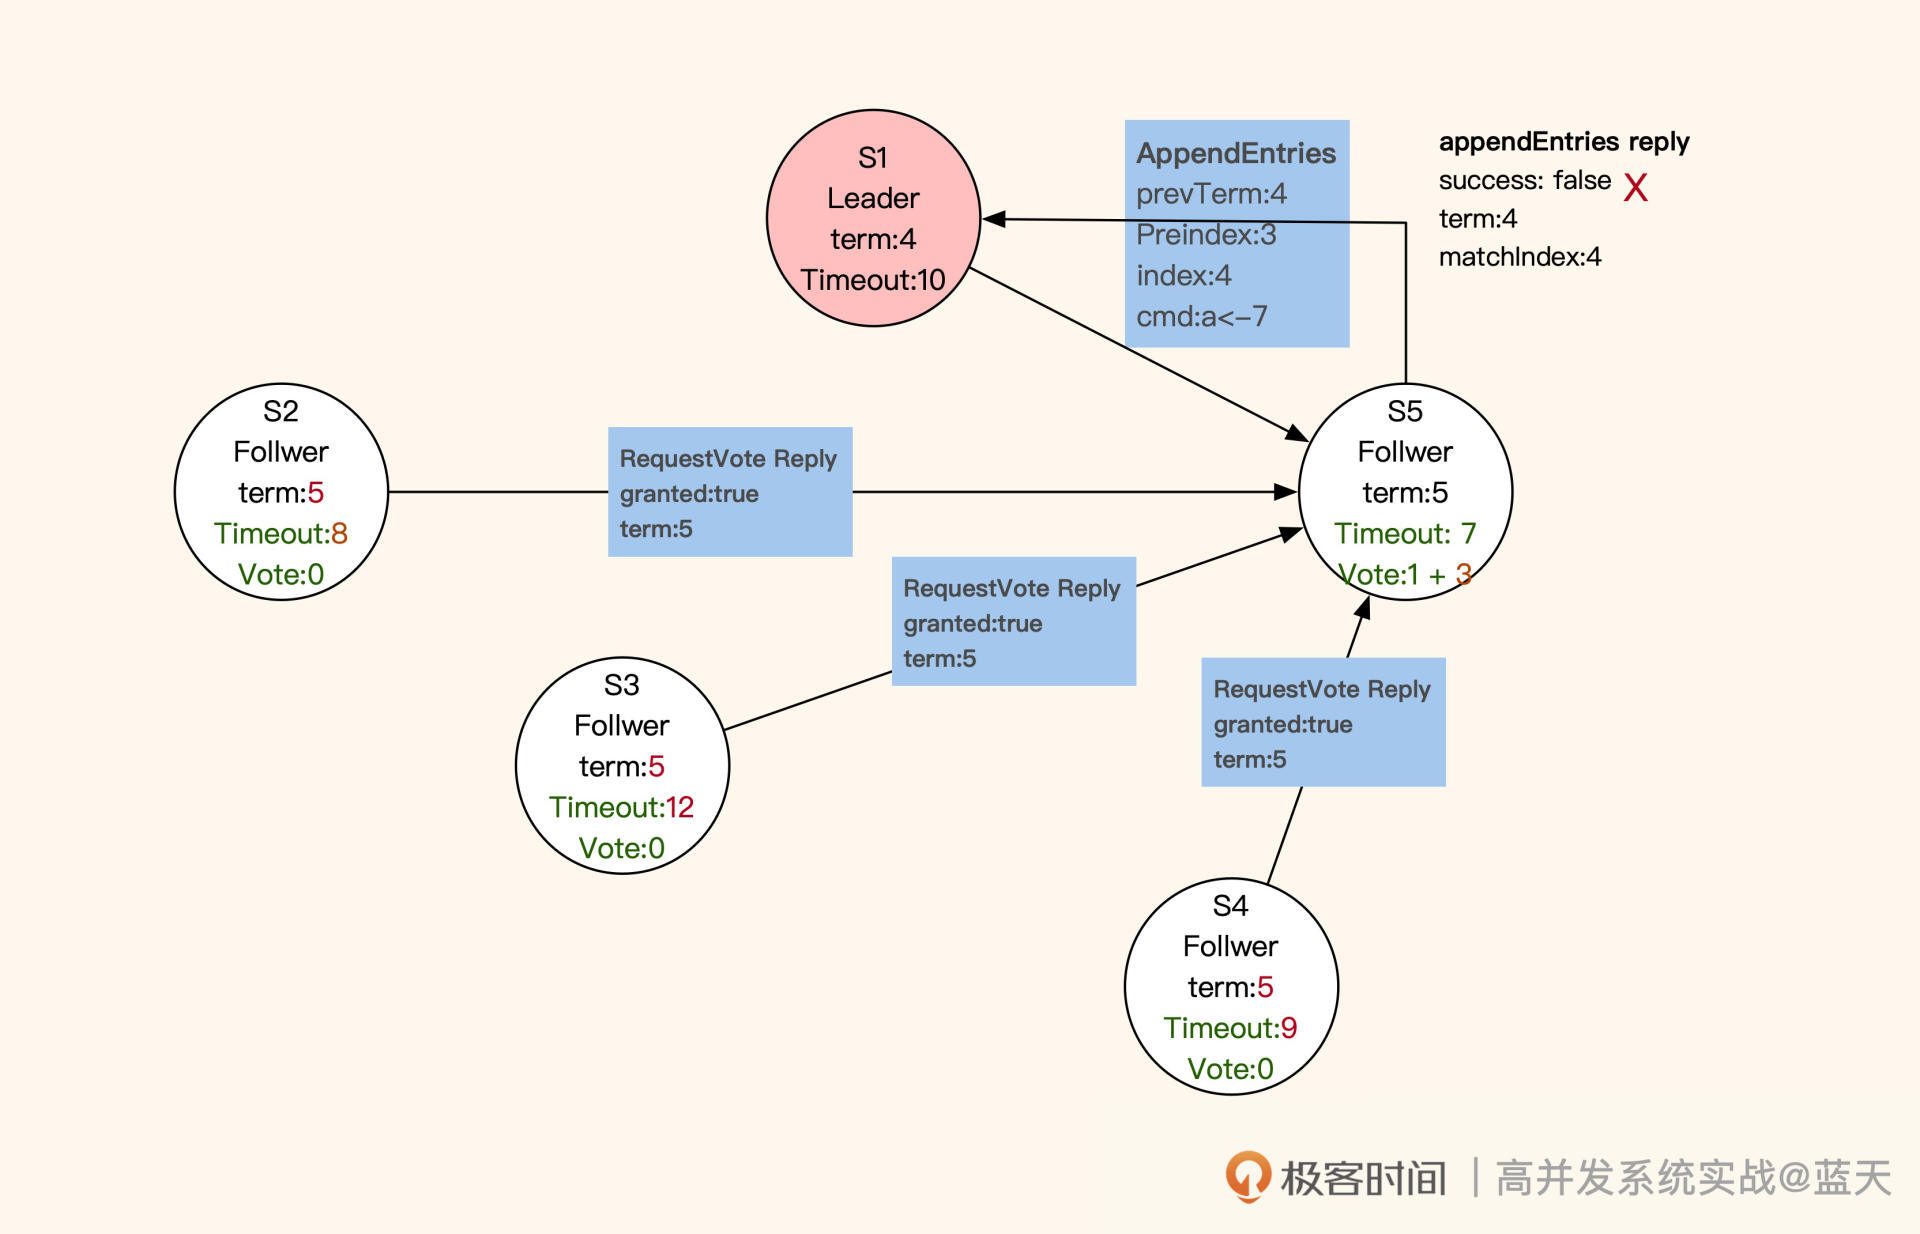 S1
Leader
term:4
Timeout:10
AppendEntries
prevTerm:4
Preindex:3
index:4
cmd:a<-7
appendEntries reply
success: false X
term:4
matchIndex:4
S2
Follwer
term:5
Timeout:8
Vote:0
RequestVote Reply
granted:true
term:5
S5
Follwer
term:5
Timeout: 7
Vote:1 + 3
RequestVote Reply
granted:true
term:5
S3
Follwer
term:5
Timeout:12
Vote:0
RequestVote Reply
granted:true
term:5
S4
Follwer
term:5
Timeout:9
Vote:0
极客时间 | 高并发系统实战@蓝天